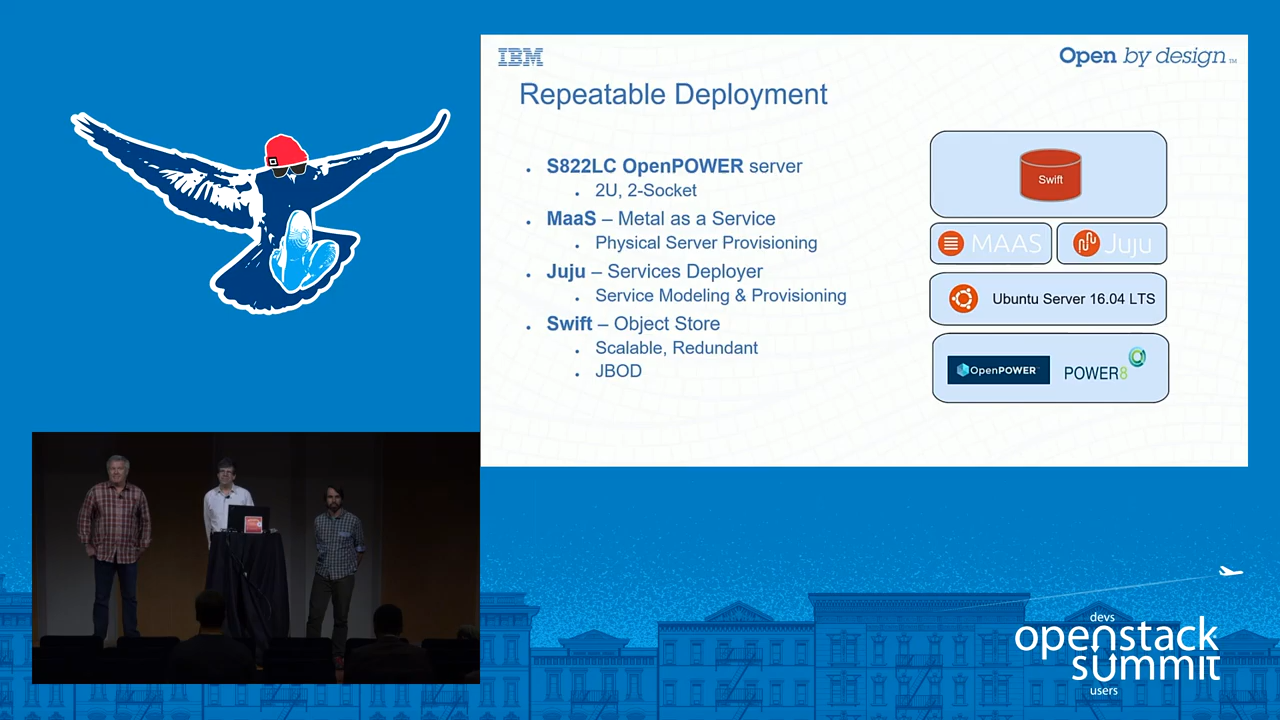 IBM
Open by design™
Repeatable Deployment
• S822LC OpenPOWER server
• 2U, 2-Socket
• MaaS – Metal as a Service
• Physical Server Provisioning
• Juju – Services Deployer
• Service Modeling & Provisioning
• Swift – Object Store
• Scalable, Redundant
• JBOD
Swift
MAAS
Juju
Ubuntu Server 16.04 LTS
OpenPOWER™
POWER8
devs
openstack
summit
users